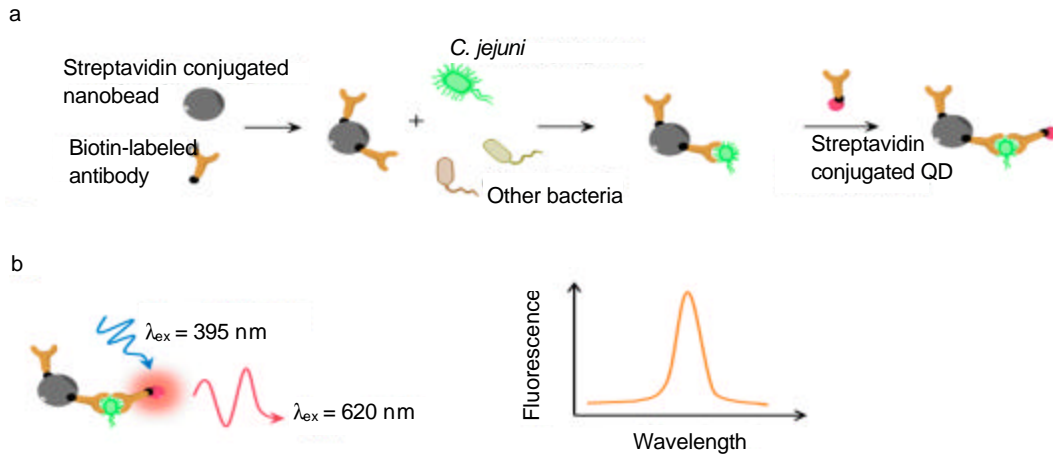 a
C. jejuni
Streptavidin conjugated
nanobead
Biotin-labeled
antibody
+
Other bacteria
Streptavidin
conjugated QD
b
λex = 395 nm
λex = 620 nm
Fluorescence
Wavelength